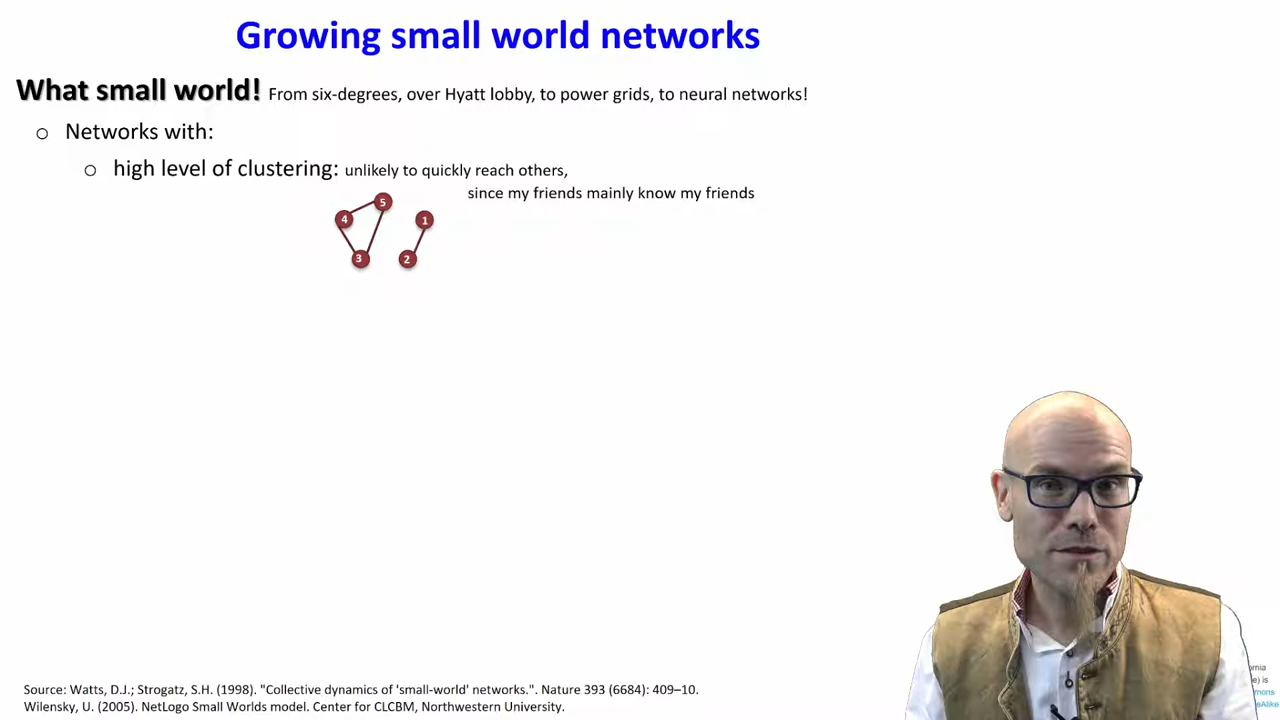 Growing small world networks
What small world! From six-degrees, over Hyatt lobby, to power grids, to neural networks!
o Networks with:
o high level of clustering: unlikely to quickly reach others,
since my friends mainly know my friends
5
4
1
3
2
Source: Watts, D.J.; Strogatz, S.H. (1998). "Collective dynamics of 'small-world' networks.". Nature 393 (6684): 409–10.
Wilensky, U. (2005). NetLogo Small Worlds model. Center for CLCBM, Northwestern University.